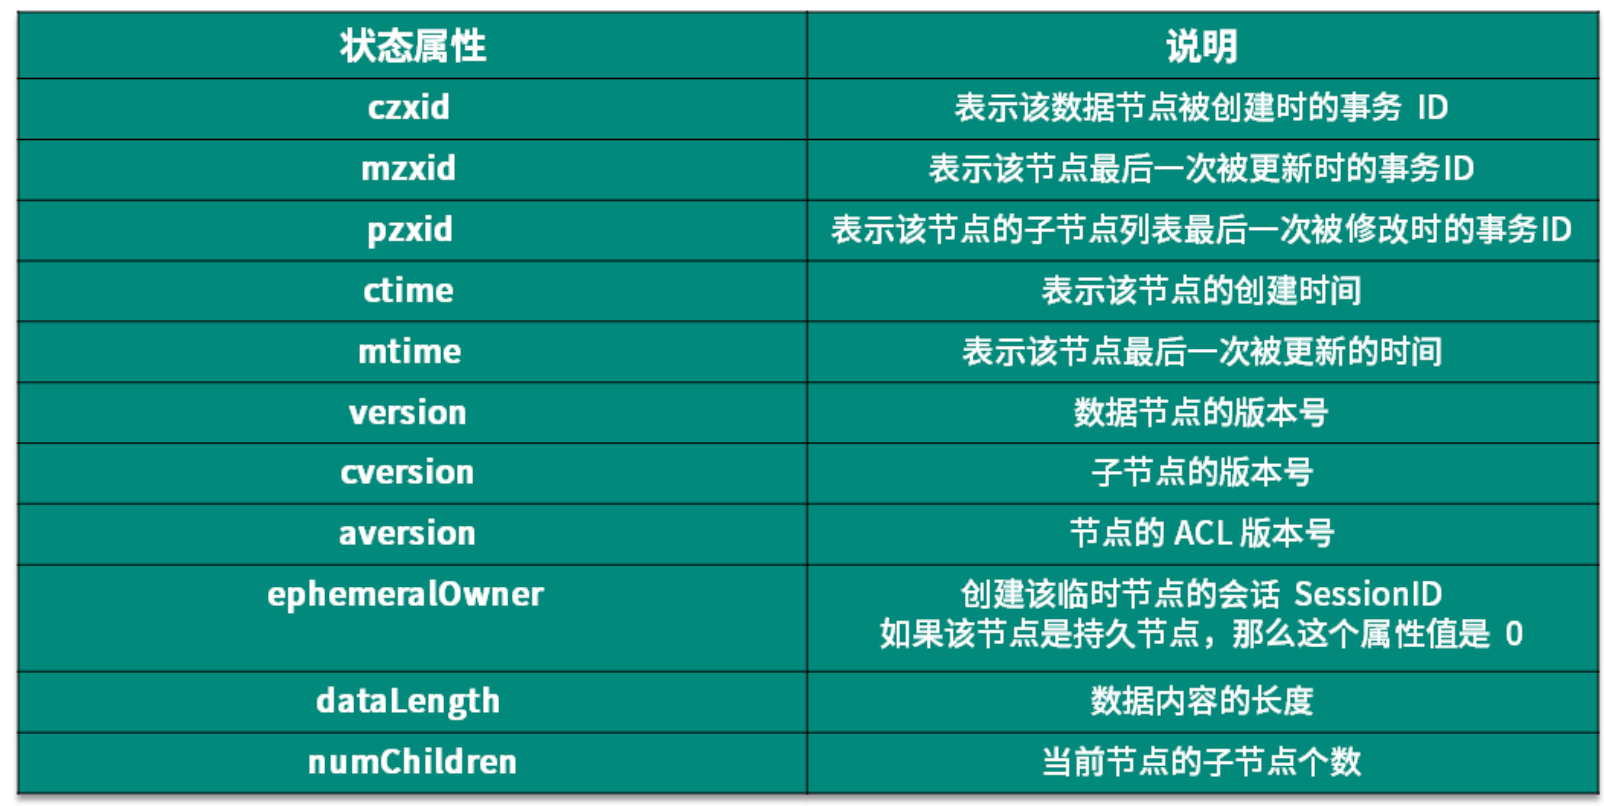 状态属性 说明
czxid 表示该数据节点被创建时的事务 ID
mzxid 表示该节点最后一次被更新时的事务ID
pzxid 表示该节点的子节点列表最后一次被修改时的事务ID
ctime 表示该节点的创建时间
mtime 表示该节点最后一次被更新的时间
version 数据节点的版本号
cversion 子节点的版本号
aversion 节点的 ACL 版本号
ephemeralOwner 创建该临时节点的会话 SessionID
如果该节点是持久节点，那么这个属性值是 0
dataLength 数据内容的长度
numChildren 当前节点的子节点个数